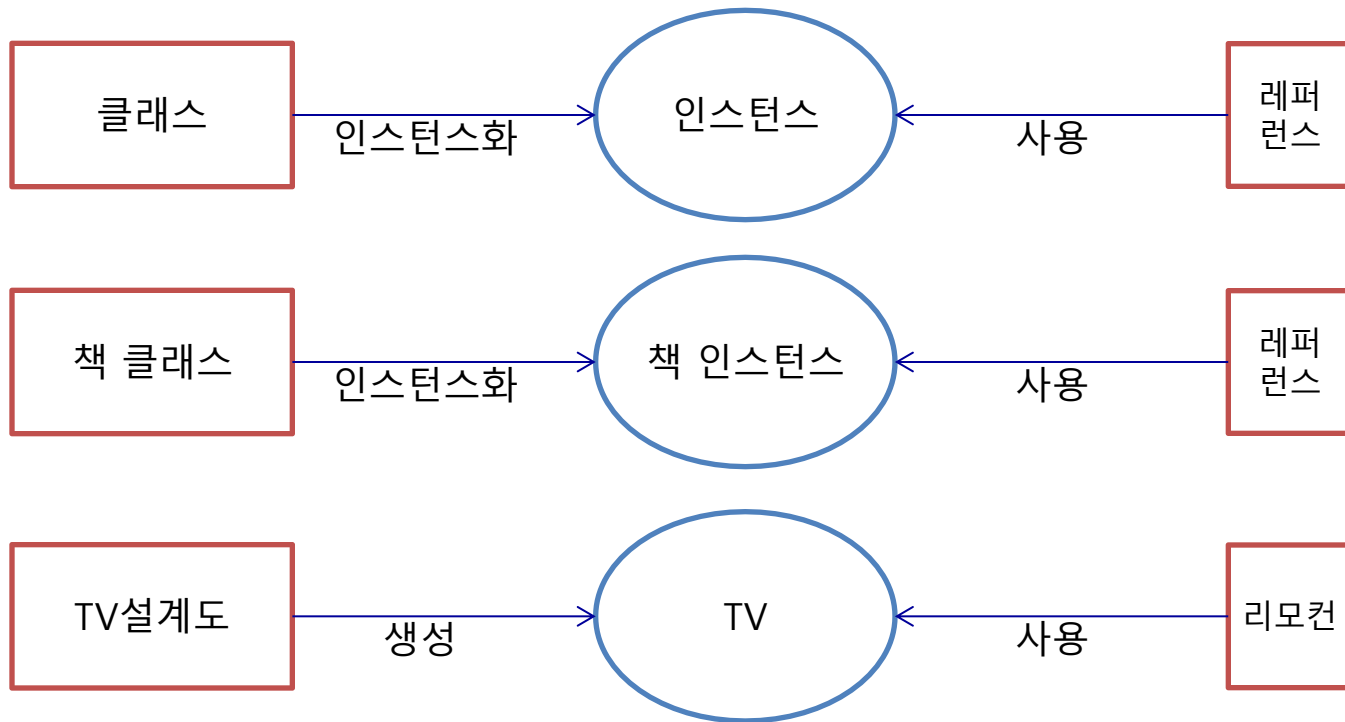 클래스
인스턴스화
인스턴스
사용
레퍼
런스
책 클래스
인스턴스화
책 인스턴스
사용
레퍼
런스
TV설계도
생성
TV
사용
리모컨